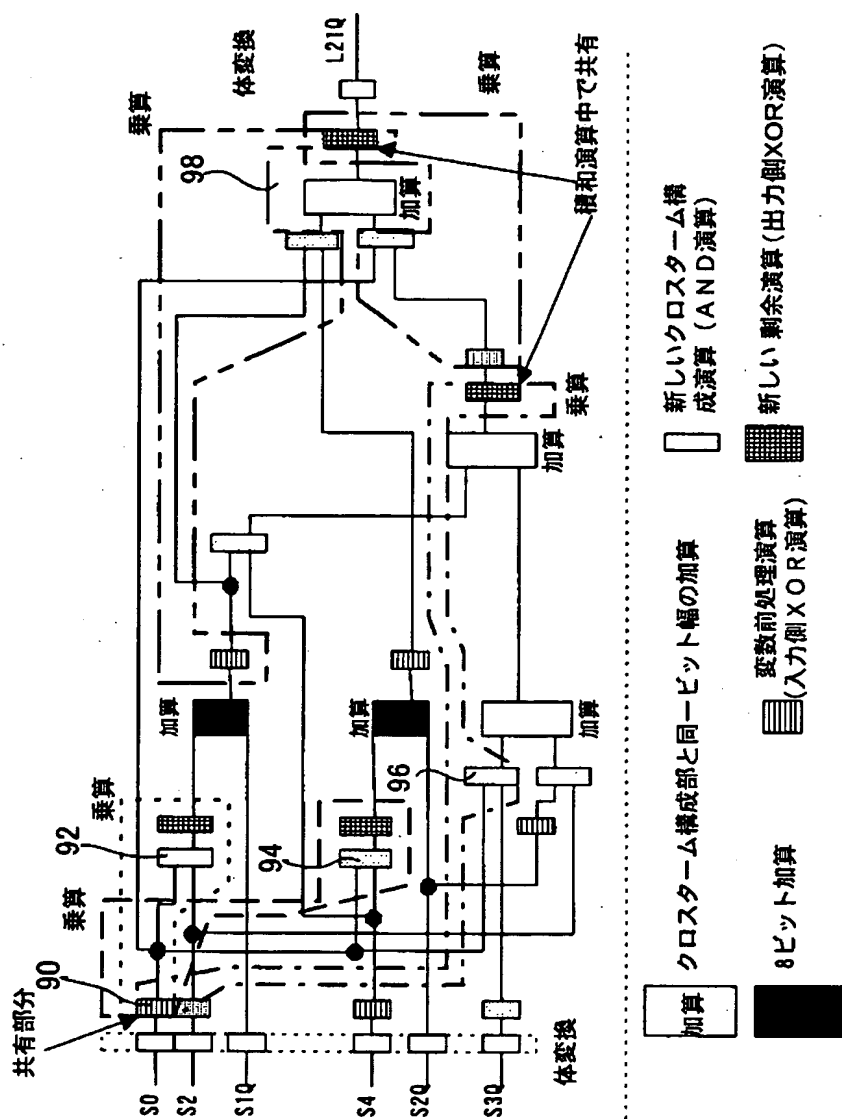 乗算
体変換
L21Q
98
加算
乗算
積和演算中で共有
乗算
加算
加算
加算
加算
96
乗算
92
94
乗算
90
共有部分
S0
S2
S1Q
S4
S2Q
S3Q
体変換
加算
クロスターム構成部と同一ビット幅の加算
新しいクロスターム構
成演算(AND演算)
8ビット加算
変数前処理演算
(入力側XOR演算)
新しい剰余演算(出力側XOR演算)